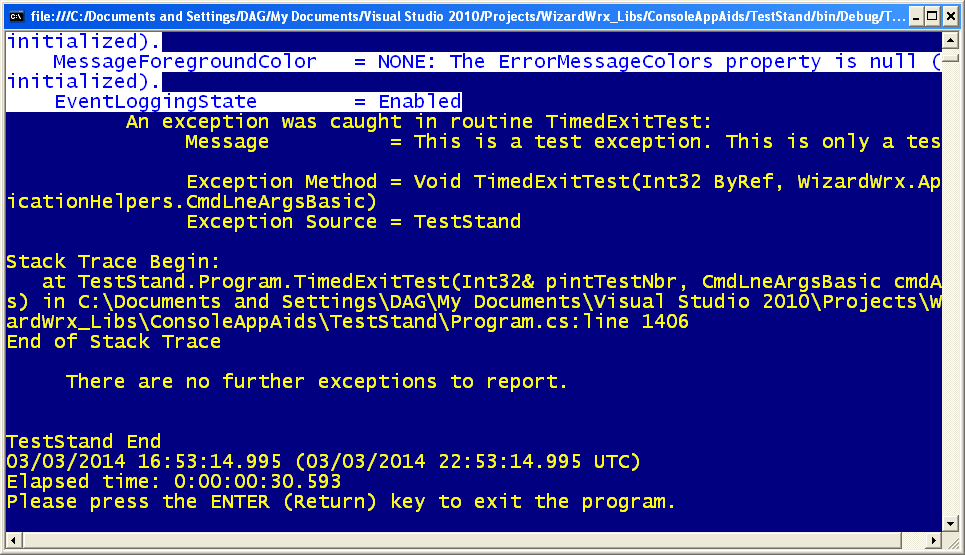 file:///C:/Documents and Settings/DAG/My Documents/Visual Studio 2010/Projects/WizardWrx_Libs/ConsoleAppAids/TestStand/bin/Debug/T...
initialized).
    MessageForegroundColor   = NONE: The ErrorMessageColors property is null (
initialized).
    EventLoggingState        = Enabled
          An exception was caught in routine TimedExitTest:
               Message          = This is a test exception. This is only a tes
               Exception Method = Void TimedExitTest(Int32 ByRef, WizardWrx.Ap
icationHelpers.CmdLneArgsBasic)
               Exception Source = TestStand
Stack Trace Begin:
   at TestStand.Program.TimedExitTest(Int32& pintTestNbr, CmdLneArgsBasic cmdA
s) in C:\Documents and Settings\DAG\My Documents\Visual Studio 2010\Projects\W
ardWrx_Libs\ConsoleAppAids\TestStand\Program.cs:line 1406
End of Stack Trace
     There are no further exceptions to report.
TestStand End
03/03/2014 16:53:14.995 (03/03/2014 22:53:14.995 UTC)
Elapsed time: 0:00:00:30.593
Please press the ENTER (Return) key to exit the program.